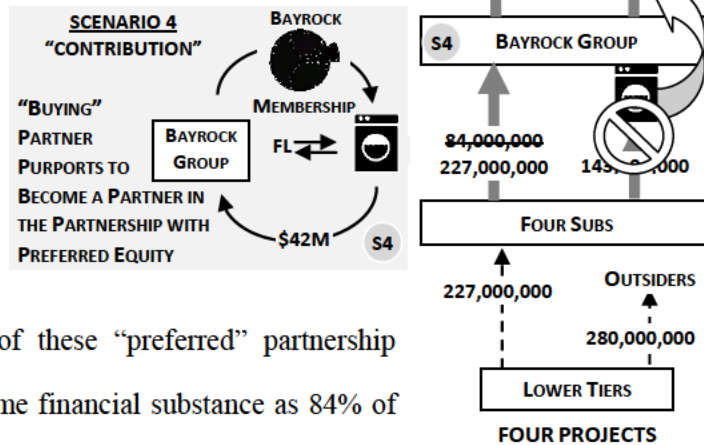 SCENARIO 4
“CONTRIBUTION”
BAYROCK
MEMBERSHIP
“BUYING”
PARTNER
PURPORTS TO
BECOME A PARTNER IN
THE PARTNERSHIP WITH
PREFERRED EQUITY
BAYROCK
GROUP
FL
$42M
S4
of these “preferred” partnership
me financial substance as 84% of
S4
BAYROCK GROUP
84,000,000
227,000,000
FOUR SUBS
227,000,000
OUTSIDERS
280,000,000
LOWER TIERS
FOUR PROJECTS